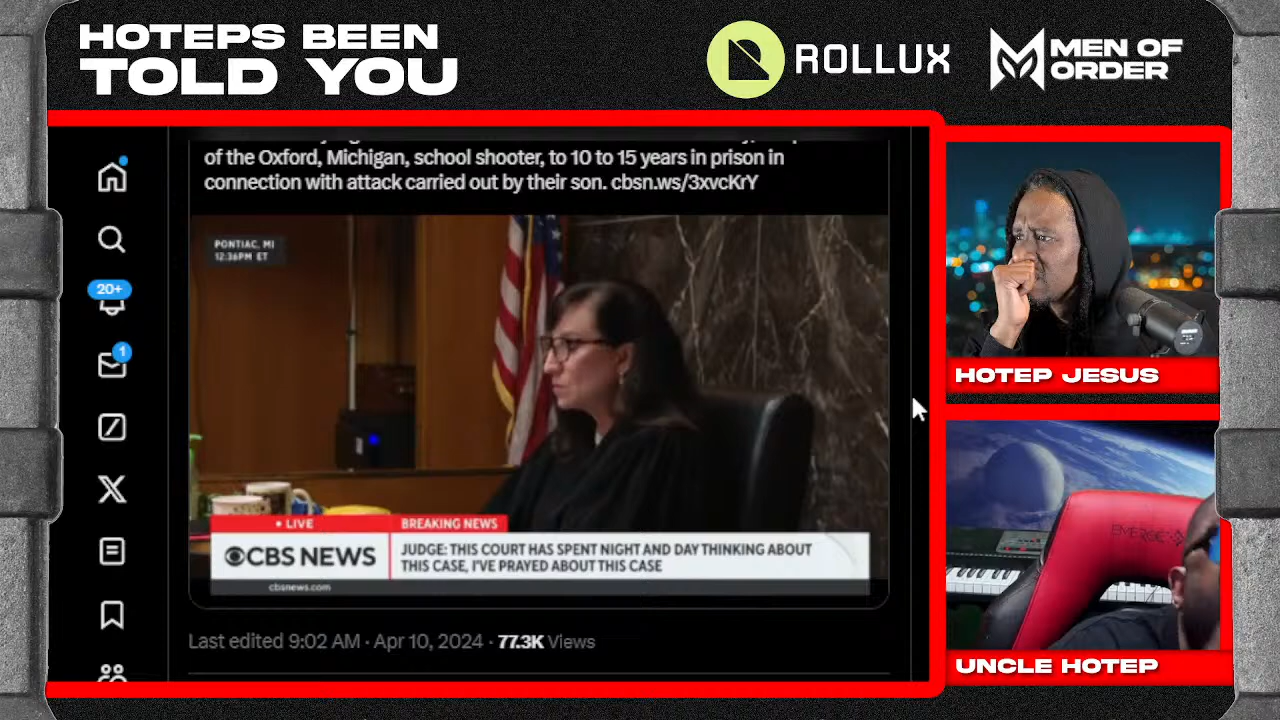 HOTEPS BEEN
TOLD YOU
ROLLUX
MEN OF
ORDER
of the Oxford, Michigan, school shooter, to 10 to 15 years in prison in
connection with attack carried out by their son. cbsn.ws/3xvcKrY
PONTIAC, MI
12:36PM ET
20+
1
• LIVE
BREAKING NEWS
CBS NEWS
JUDGE: THIS COURT HAS SPENT NIGHT AND DAY THINKING ABOUT
THIS CASE, I'VE PRAYED ABOUT THIS CASE
cbsnews.com
Last edited 9:02 AM · Apr 10, 2024 · 77.3K Views
HOTEP JESUS
EMERGE
UNCLE HOTEP